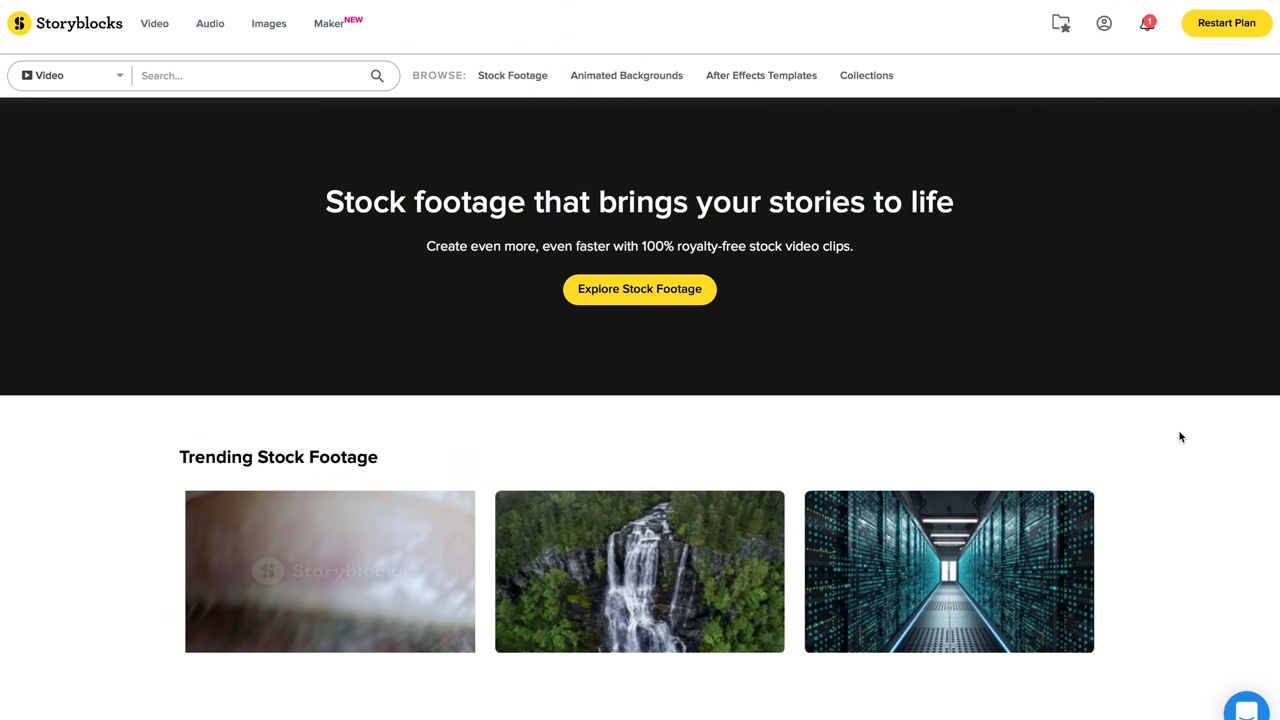 Storyblocks
Video
Audio
Images
Maker NEW
1
Restart Plan
Video
Search...
BROWSE:
Stock Footage
Animated Backgrounds
After Effects Templates
Collections
Stock footage that brings your stories to life
Create even more, even faster with 100% royalty-free stock video clips.
Explore Stock Footage
Trending Stock Footage
Storyblocks